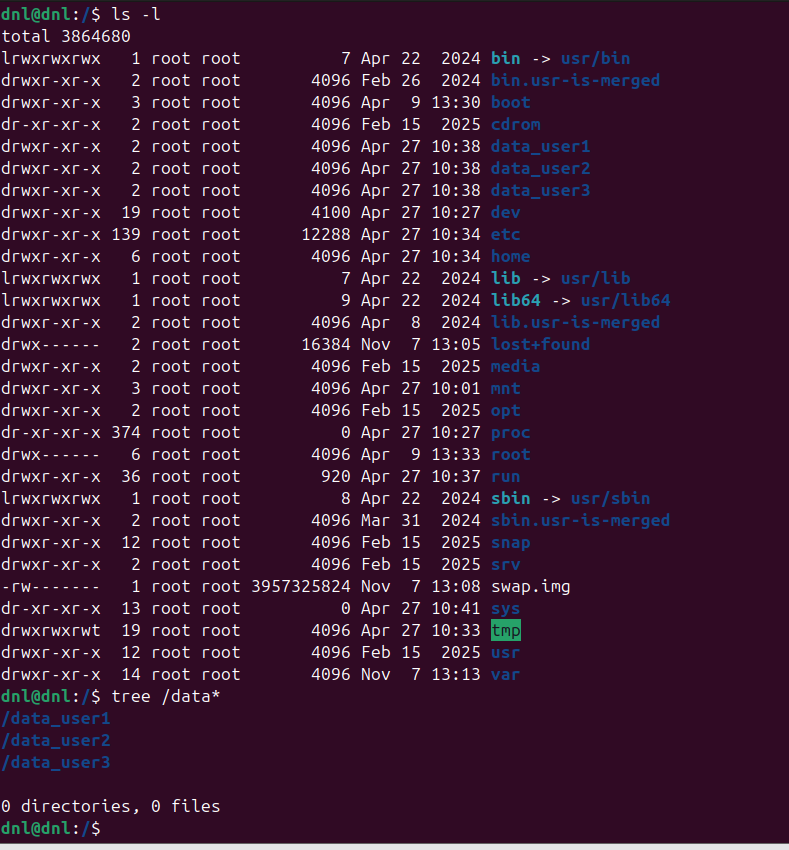 dnl@dnl:/$ ls -l
total 3864680
lrwxrwxrwx   1 root root          7 Apr 22  2024 bin -> usr/bin
drwxr-xr-x   2 root root       4096 Feb 26  2024 bin.usr-is-merged
drwxr-xr-x   3 root root       4096 Apr  9 13:30 boot
dr-xr-xr-x   2 root root       4096 Feb 15  2025 cdrom
drwxr-xr-x   2 root root       4096 Apr 27 10:38 data_user1
drwxr-xr-x   2 root root       4096 Apr 27 10:38 data_user2
drwxr-xr-x   2 root root       4096 Apr 27 10:38 data_user3
drwxr-xr-x  19 root root       4100 Apr 27 10:27 dev
drwxr-xr-x 139 root root      12288 Apr 27 10:34 etc
drwxr-xr-x   6 root root       4096 Apr 27 10:34 home
lrwxrwxrwx   1 root root          7 Apr 22  2024 lib -> usr/lib
lrwxrwxrwx   1 root root          9 Apr 22  2024 lib64 -> usr/lib64
drwxr-xr-x   2 root root       4096 Apr  8  2024 lib.usr-is-merged
drwx------   2 root root      16384 Nov  7 13:05 lost+found
drwxr-xr-x   2 root root       4096 Feb 15  2025 media
drwxr-xr-x   3 root root       4096 Apr 27 10:01 mnt
drwxr-xr-x   2 root root       4096 Feb 15  2025 opt
dr-xr-xr-x 374 root root          0 Apr 27 10:27 proc
drwx------   6 root root       4096 Apr  9 13:33 root
drwxr-xr-x  36 root root        920 Apr 27 10:37 run
lrwxrwxrwx   1 root root          8 Apr 22  2024 sbin -> usr/sbin
drwxr-xr-x   2 root root       4096 Mar 31  2024 sbin.usr-is-merged
drwxr-xr-x  12 root root       4096 Feb 15  2025 snap
drwxr-xr-x   2 root root       4096 Feb 15  2025 srv
-rw-------   1 root root 3957325824 Nov  7 13:08 swap.img
dr-xr-xr-x  13 root root          0 Apr 27 10:41 sys
drwxrwxrwt  19 root root       4096 Apr 27 10:33 tmp
drwxr-xr-x  12 root root       4096 Feb 15  2025 usr
drwxr-xr-x  14 root root       4096 Nov  7 13:13 var
dnl@dnl:/$ tree /data*
/data_user1
/data_user2
/data_user3

0 directories, 0 files
dnl@dnl:/$